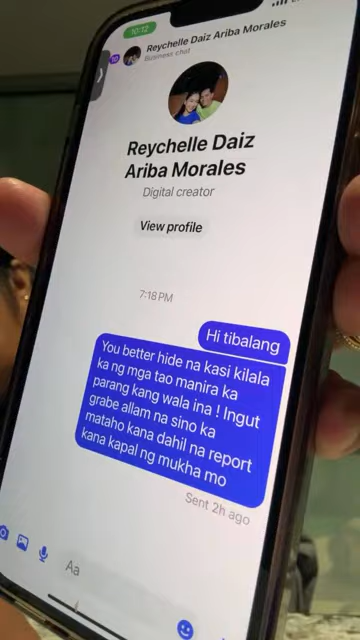 10:12
10
Reychelle Daiz Ariba Morales
Business chat
Reychelle Daiz
Ariba Morales
Digital creator
View profile
7:18 PM
Hi tibalang
You better hide na kasi kilala
ka ng mga tao manira ka
parang kang wala ina ! Ingut
grabe allam na sino ka
mataho kana dahil na report
kana kapal ng mukha mo
Sent 2h ago
Aa